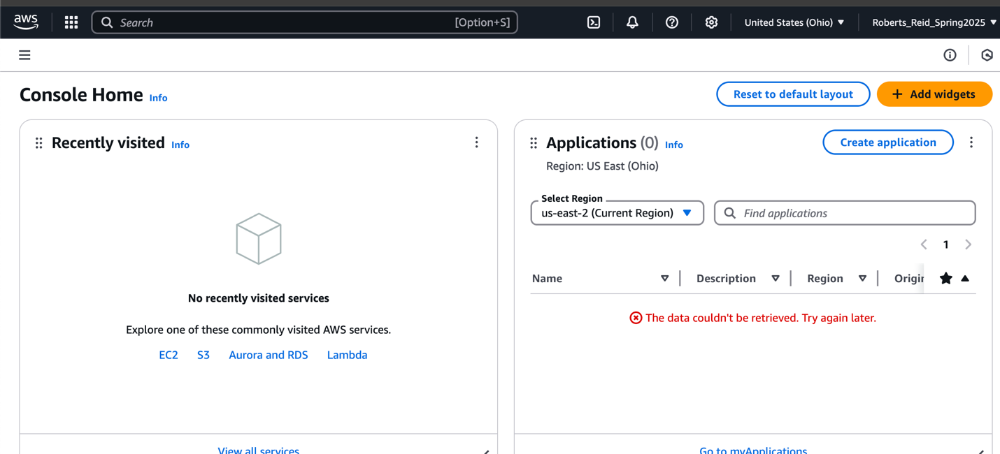 aws
Search [Option+S]
United States (Ohio)
Roberts_Reid_Spring2025
Console Home Info
Reset to default layout
Add widgets
Recently visited Info
No recently visited services
Explore one of these commonly visited AWS services.
EC2 S3 Aurora and RDS Lambda
View all services
Applications (0) Info
Create application
Region: US East (Ohio)
Select Region
us-east-2 (Current Region)
Find applications
1
Name Description Region Origin
The data couldn't be retrieved. Try again later.
Go to myApplications